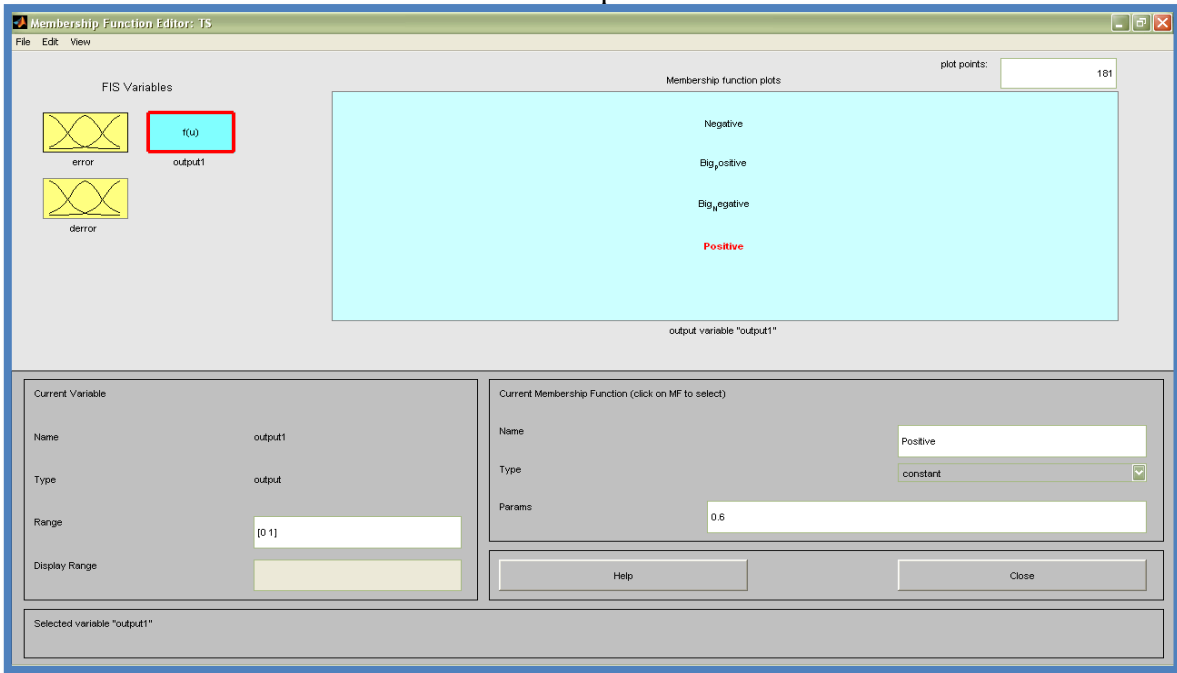 Membership Function Editor: TS
File Edit View
FIS Variables
f(u)
error
output1
derror
plot points:
181
Membership function plots
Negative
Big_positive
Big_Negative
Positive
output variable "output1"
Current Variable
Name output1
Type output
Range [0 1]
Display Range
Current Membership Function (click on MF to select)
Name Positive
Type constant
Params 0.6
Help
Close
Selected variable "output1"